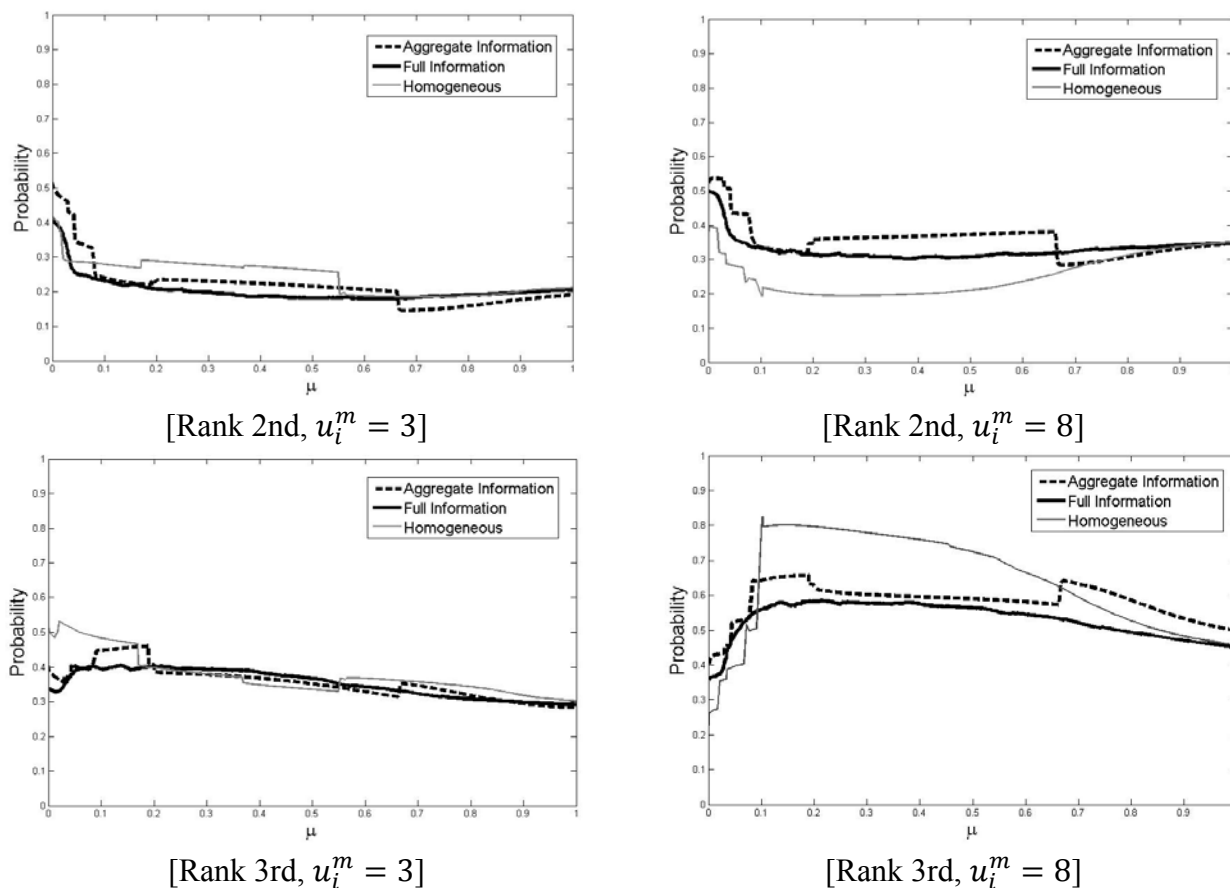 Probability
1
0.9
0.8
0.7
0.6
0.5
0.4
0.3
0.2
0.1
0
0 0.1 0.2 0.3 0.4 0.5 0.6 0.7 0.8 0.9 1
μ
Aggregate Information
Full Information
Homogeneous
[Rank 2nd, u_i^m = 3]
Probability
1
0.9
0.8
0.7
0.6
0.5
0.4
0.3
0.2
0.1
0
0 0.1 0.2 0.3 0.4 0.5 0.6 0.7 0.8 0.9
μ
Aggregate Information
Full Information
Homogeneous
[Rank 2nd, u_i^m = 8]
Probability
1
0.9
0.8
0.7
0.6
0.5
0.4
0.3
0.2
0.1
0
0 0.1 0.2 0.3 0.4 0.5 0.6 0.7 0.8 0.9 1
μ
Aggregate Information
Full Information
Homogeneous
[Rank 3rd, u_i^m = 3]
Probability
1
0.9
0.8
0.7
0.6
0.5
0.4
0.3
0.2
0.1
0
0 0.1 0.2 0.3 0.4 0.5 0.6 0.7 0.8 0.9
μ
Aggregate Information
Full Information
Homogeneous
[Rank 3rd, u_i^m = 8]